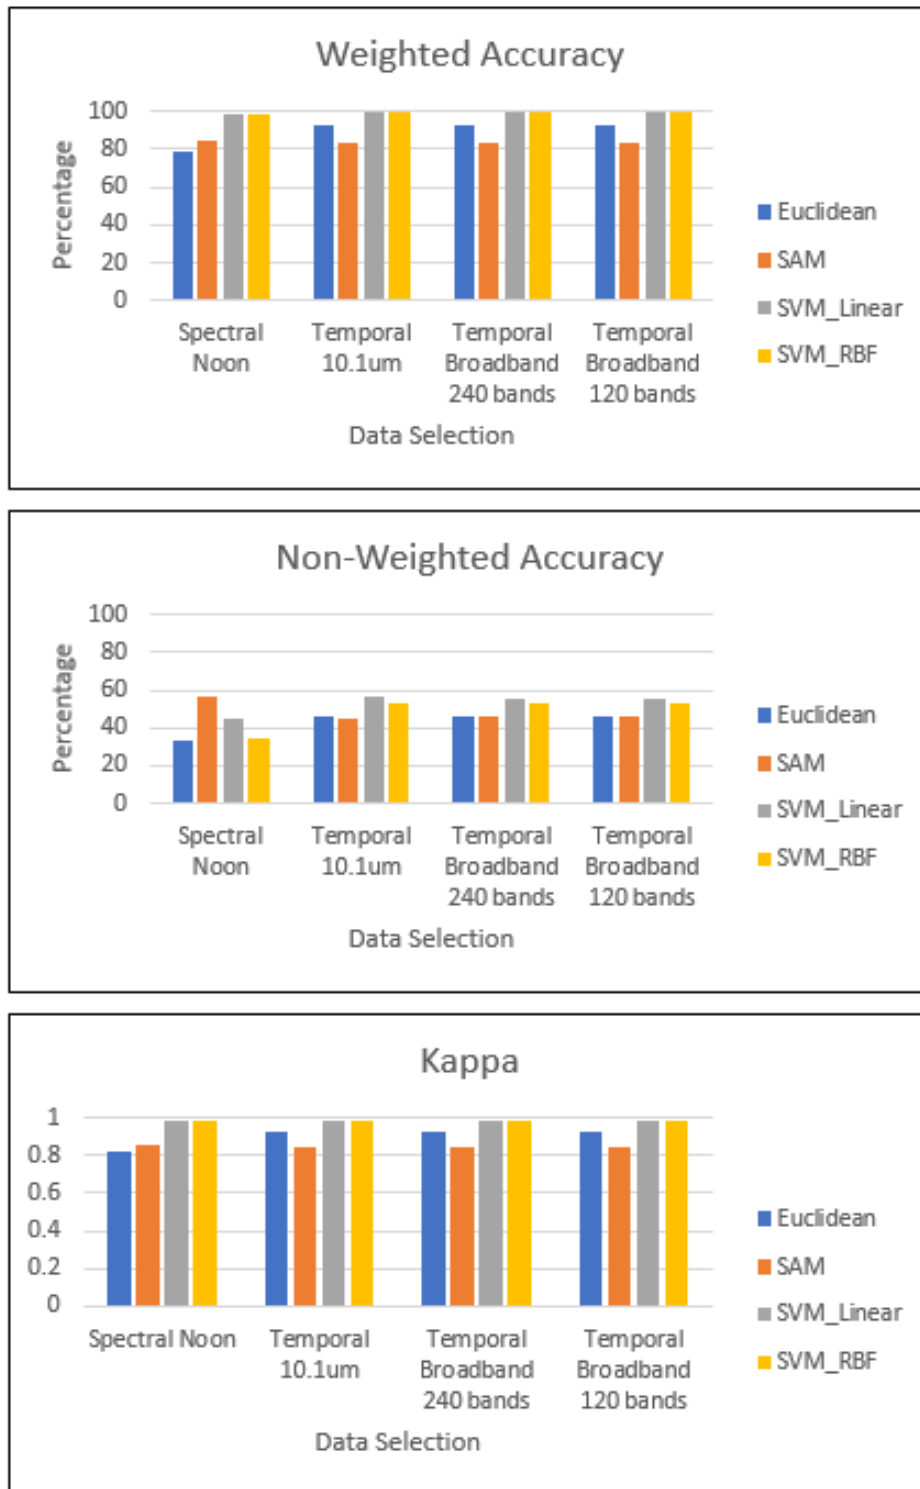 Weighted Accuracy
100
80
60
40
20
0
Percentage
Spectral
Noon
Temporal
10.1um
Temporal
Broadband
240 bands
Temporal
Broadband
120 bands
Data Selection
Euclidean
SAM
SVM_Linear
SVM_RBF
Non-Weighted Accuracy
100
80
60
40
20
0
Percentage
Spectral
Noon
Temporal
10.1um
Temporal
Broadband
240 bands
Temporal
Broadband
120 bands
Data Selection
Euclidean
SAM
SVM_Linear
SVM_RBF
Kappa
1
0.8
0.6
0.4
0.2
0
Spectral Noon
Temporal
10.1um
Temporal
Broadband
240 bands
Temporal
Broadband
120 bands
Data Selection
Euclidean
SAM
SVM_Linear
SVM_RBF